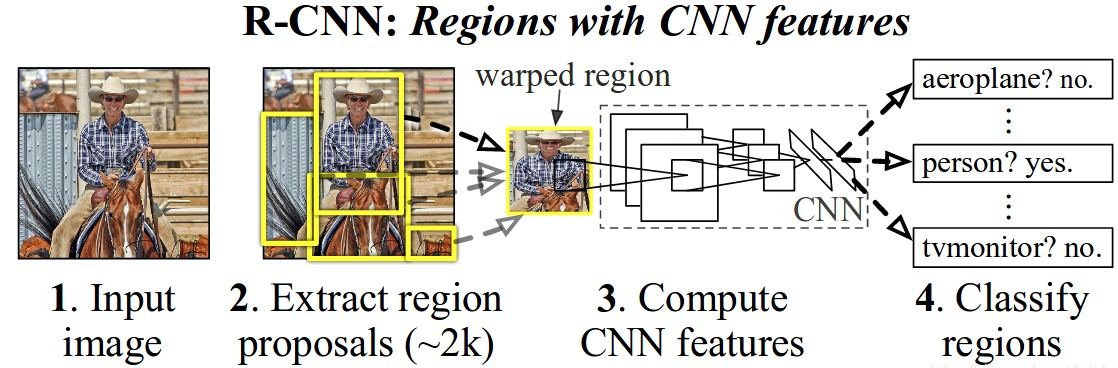 R-CNN: Regions with CNN features
warped region
aeroplane? no.
⋮
person? yes.
⋮
tvmonitor? no.
CNN
1. Input
image
2. Extract region
proposals (~2k)
3. Compute
CNN features
4. Classify
regions